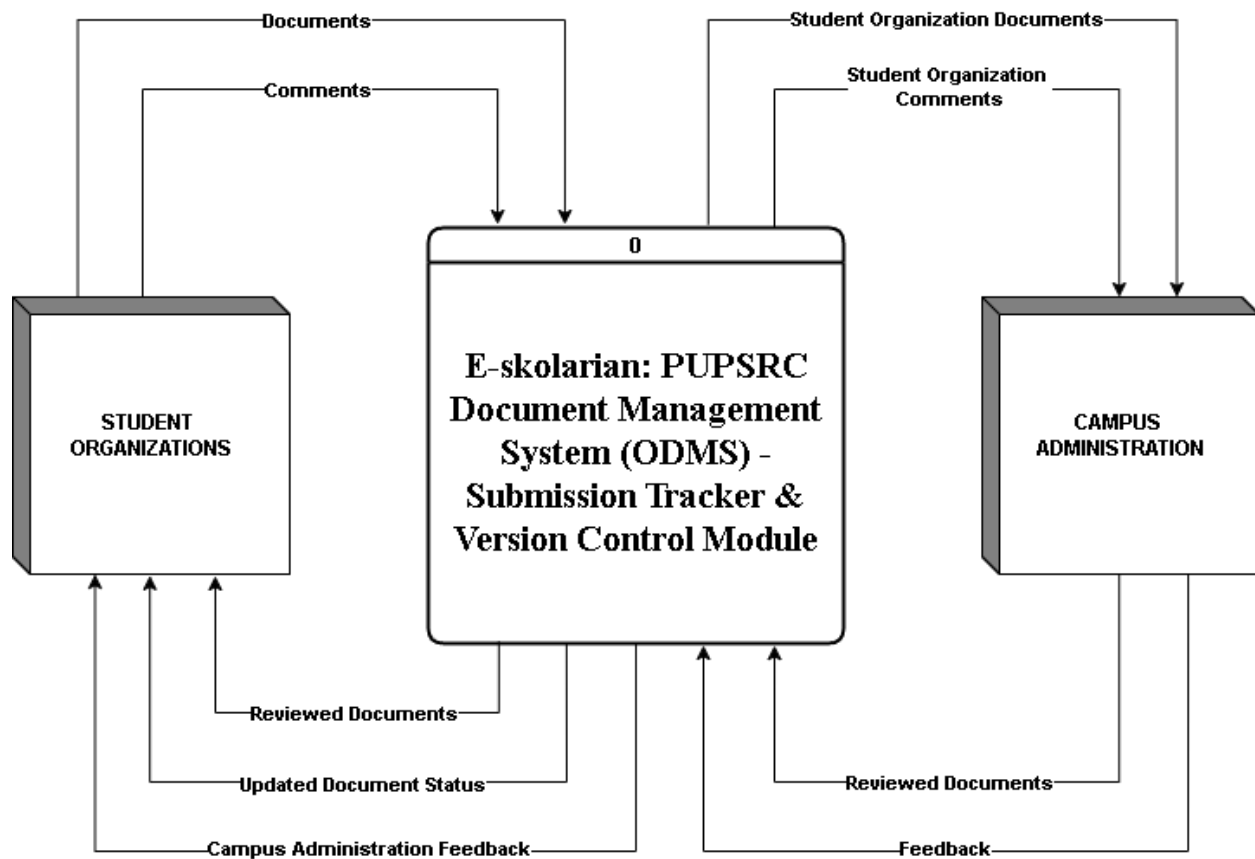 Documents
Student Organization Documents
Comments
Student Organization
Comments
0
E-skolarian: PUPSRC
Document Management
System (ODMS) -
Submission Tracker &
Version Control Module
STUDENT
ORGANIZATIONS
CAMPUS
ADMINISTRATION
Reviewed Documents
Updated Document Status
Reviewed Documents
Campus Administration Feedback
Feedback